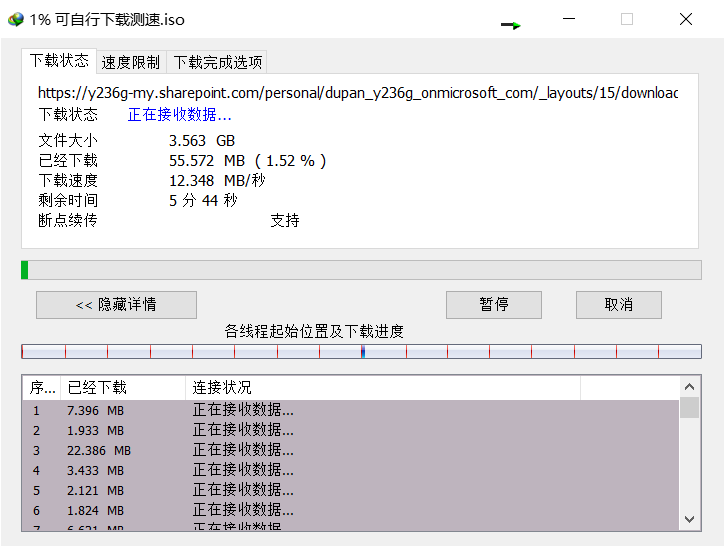 1% 可自行下载测速.iso
下载状态 速度限制 下载完成选项
https://y236g-my.sharepoint.com/personal/dupan_y236g_onmicrosoft_com/_layouts/15/download
下载状态 正在接收数据...
文件大小 3.563 GB
已经下载 55.572 MB ( 1.52 % )
下载速度 12.348 MB/秒
剩余时间 5 分 44 秒
断点续传 支持
<< 隐藏详情 暂停 取消
各线程起始位置及下载进度
序... 已经下载 连接状况
1 7.396 MB 正在接收数据...
2 1.933 MB 正在接收数据...
3 22.386 MB 正在接收数据...
4 3.433 MB 正在接收数据...
5 2.121 MB 正在接收数据...
6 1.824 MB 正在接收数据...
7 6.621 MB 正在接收数据